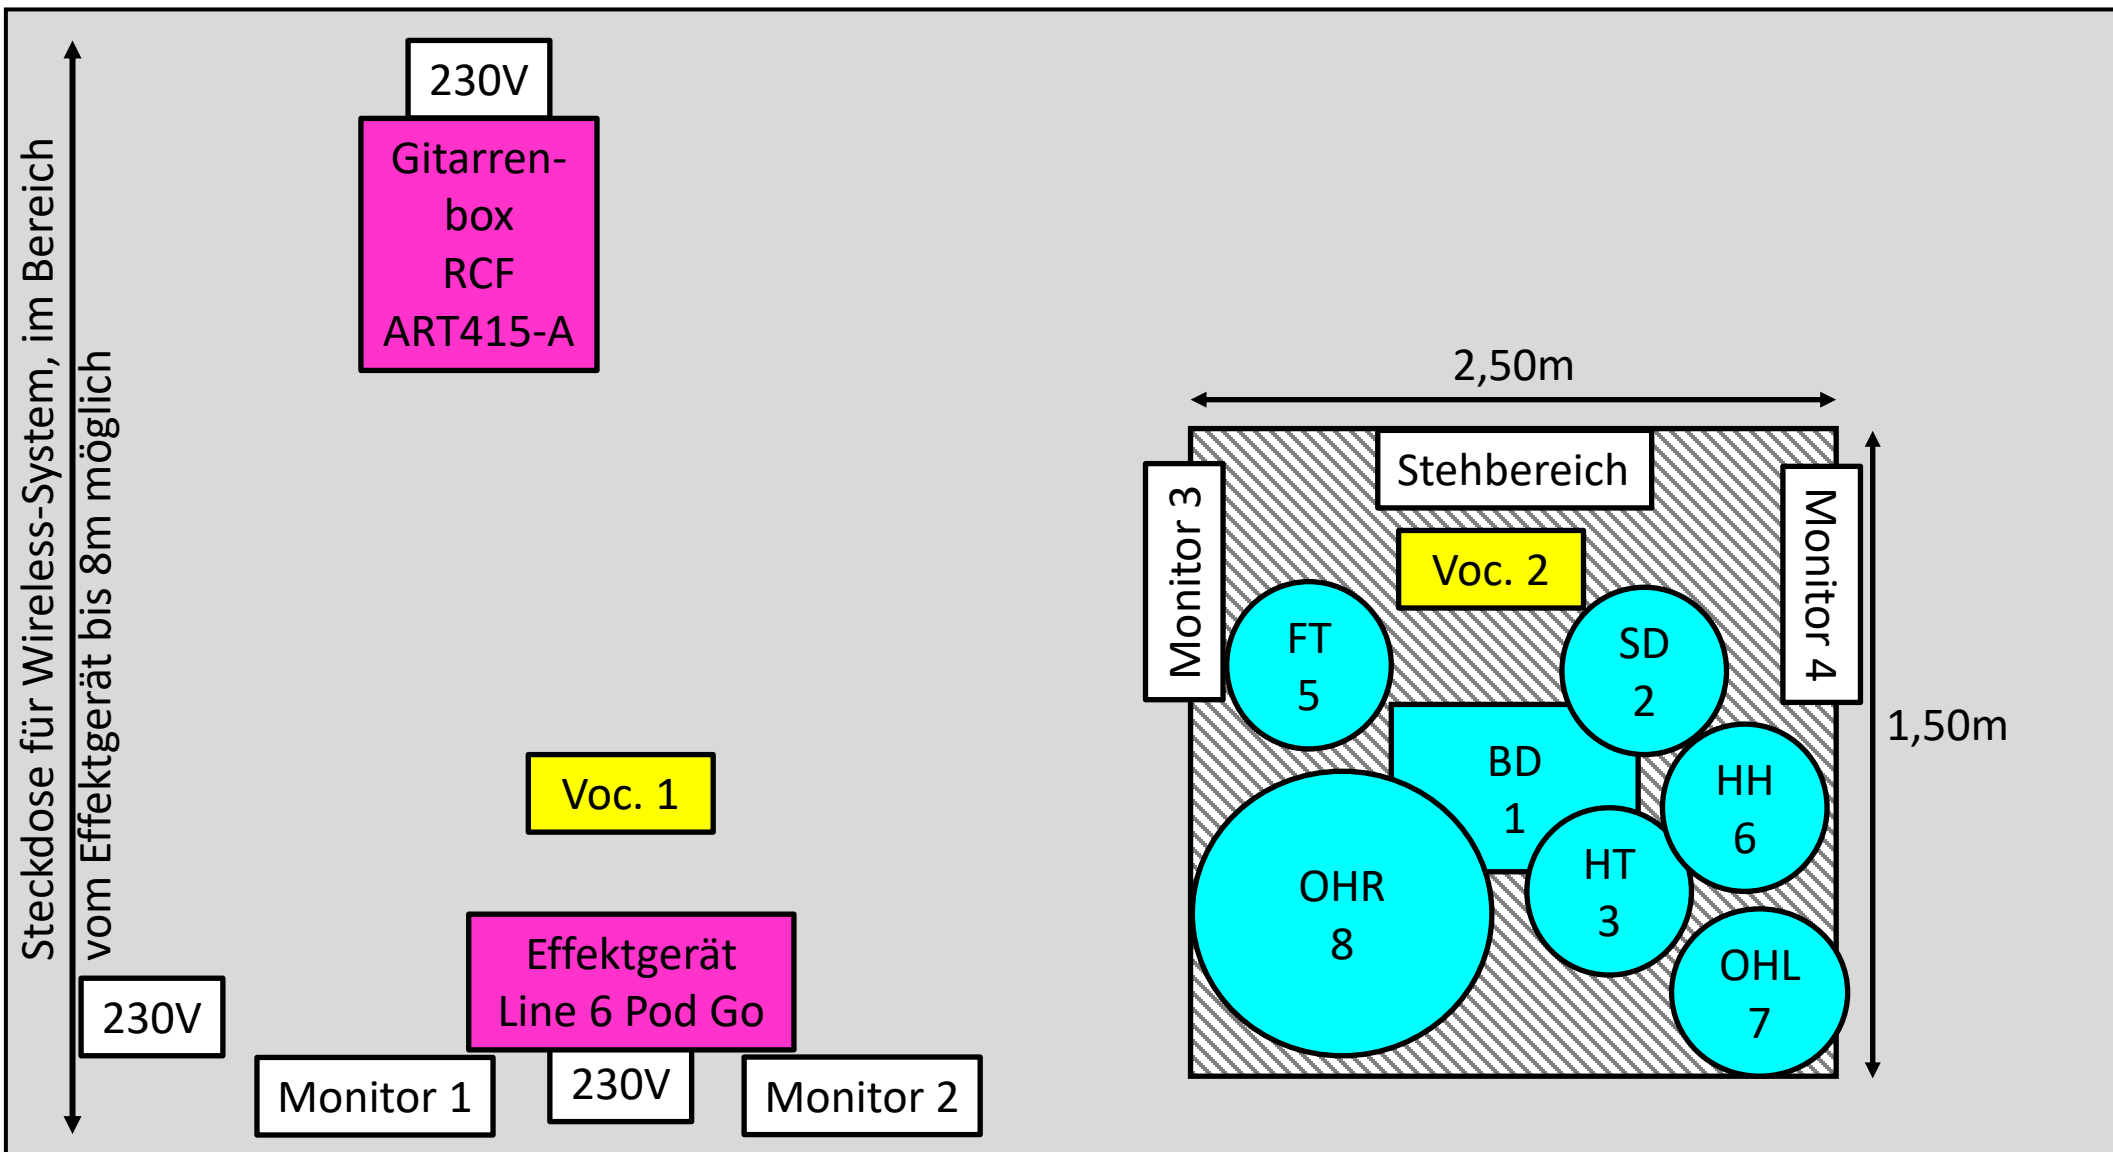 Steckdose für Wireless-System, im Bereich
vom Effektgerät bis 8m möglich
230V
Gitarren-
box
RCF
ART415-A
Voc. 1
Effektgerät
Line 6 Pod Go
230V
Monitor 1
230V
Monitor 2
2,50m
1,50m
Stehbereich
Monitor 3
Monitor 4
Voc. 2
FT
5
SD
2
BD
1
HH
6
HT
3
OHR
8
OHL
7